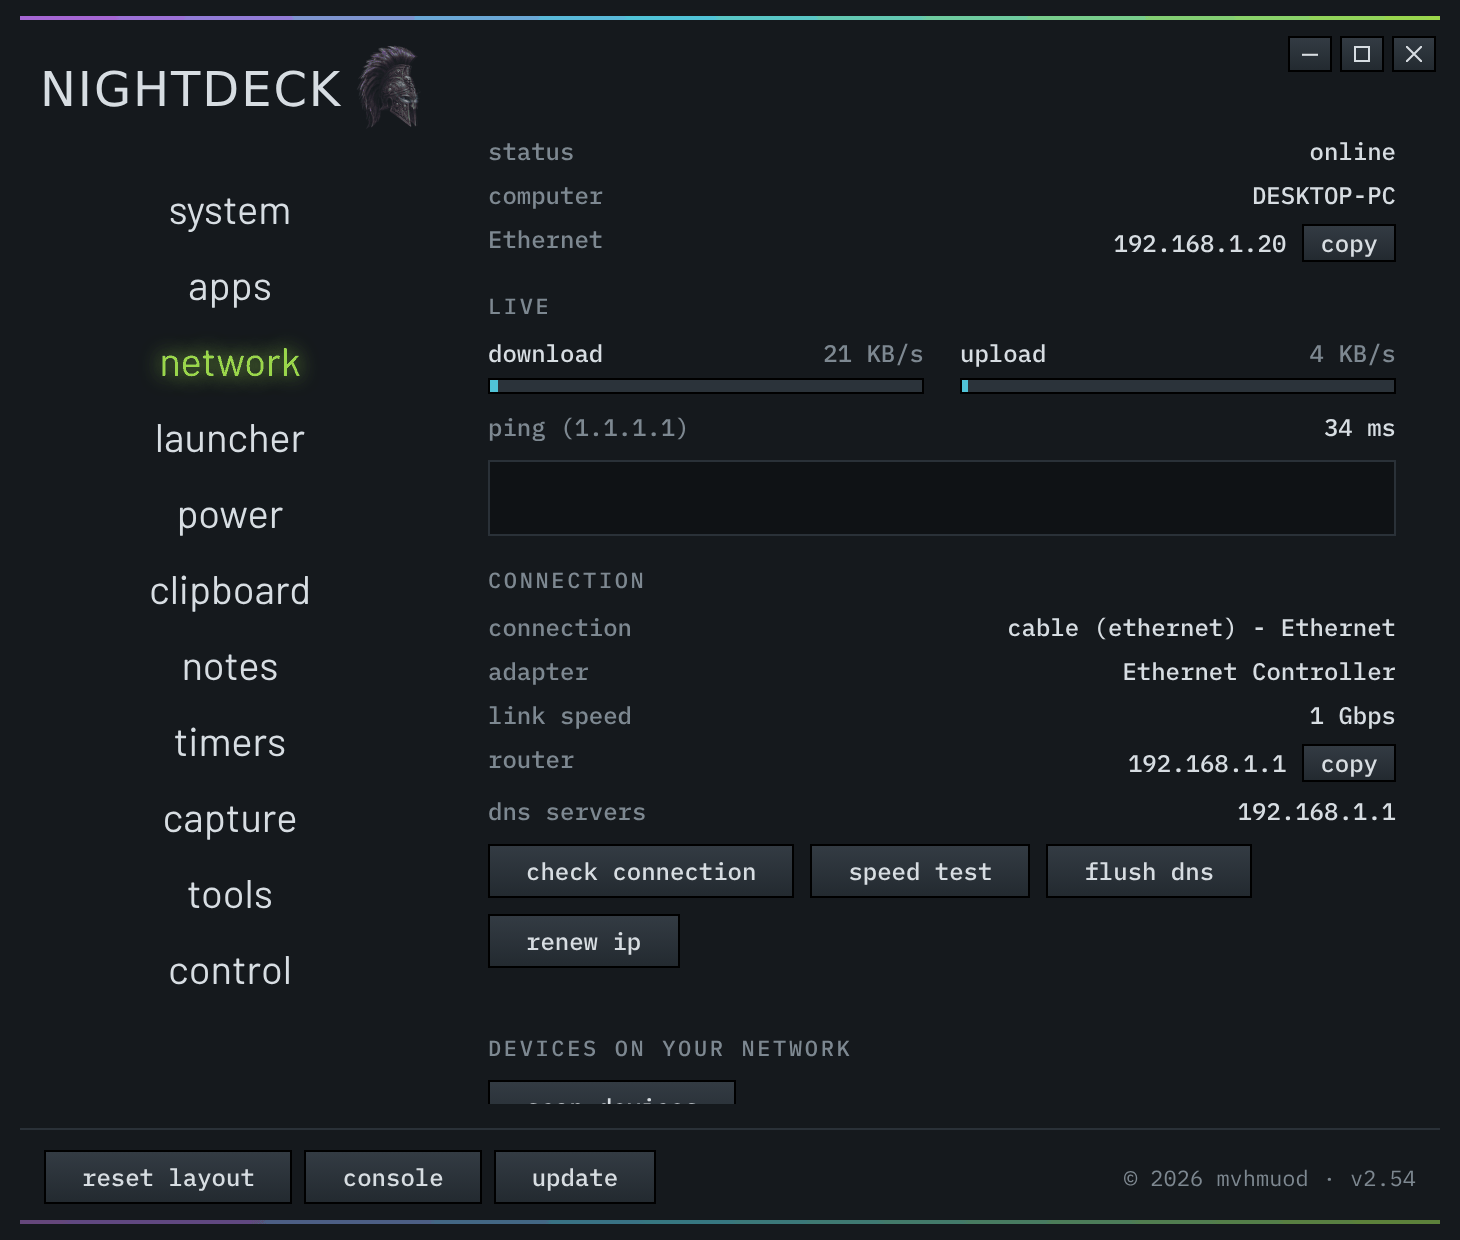 NIGHTDECK
system
apps
network
launcher
power
clipboard
notes
timers
capture
tools
control
status online
computer DESKTOP-PC
Ethernet 192.168.1.20 copy
LIVE
download 21 KB/s upload 4 KB/s
ping (1.1.1.1) 34 ms
CONNECTION
connection cable (ethernet) - Ethernet
adapter Ethernet Controller
link speed 1 Gbps
router 192.168.1.1 copy
dns servers 192.168.1.1
check connection speed test flush dns
renew ip
DEVICES ON YOUR NETWORK
reset layout console update © 2026 mvhmuod · v2.54